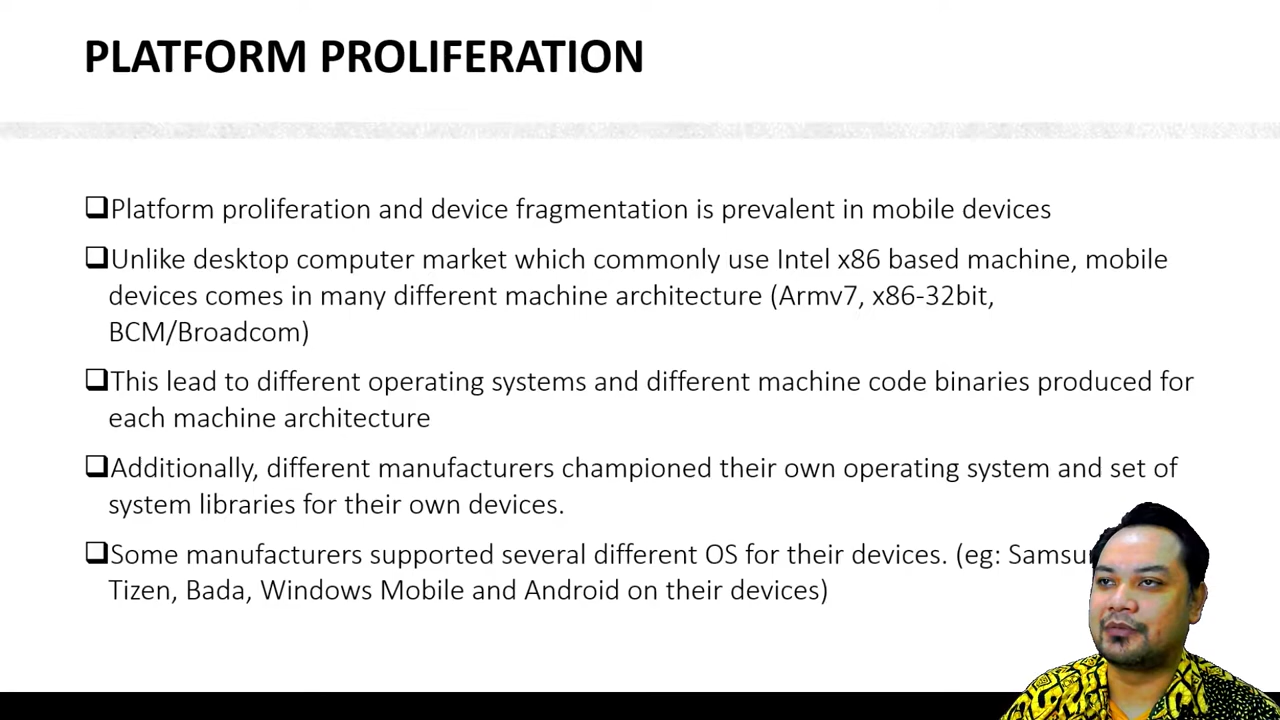 PLATFORM PROLIFERATION
Platform proliferation and device fragmentation is prevalent in mobile devices
Unlike desktop computer market which commonly use Intel x86 based machine, mobile
devices comes in many different machine architecture (Armv7, x86-32bit,
BCM/Broadcom)
This lead to different operating systems and different machine code binaries produced for
each machine architecture
Additionally, different manufacturers championed their own operating system and set of
system libraries for their own devices.
Some manufacturers supported several different OS for their devices. (eg:
Tizen, Bada, Windows Mobile and Android on their devices)